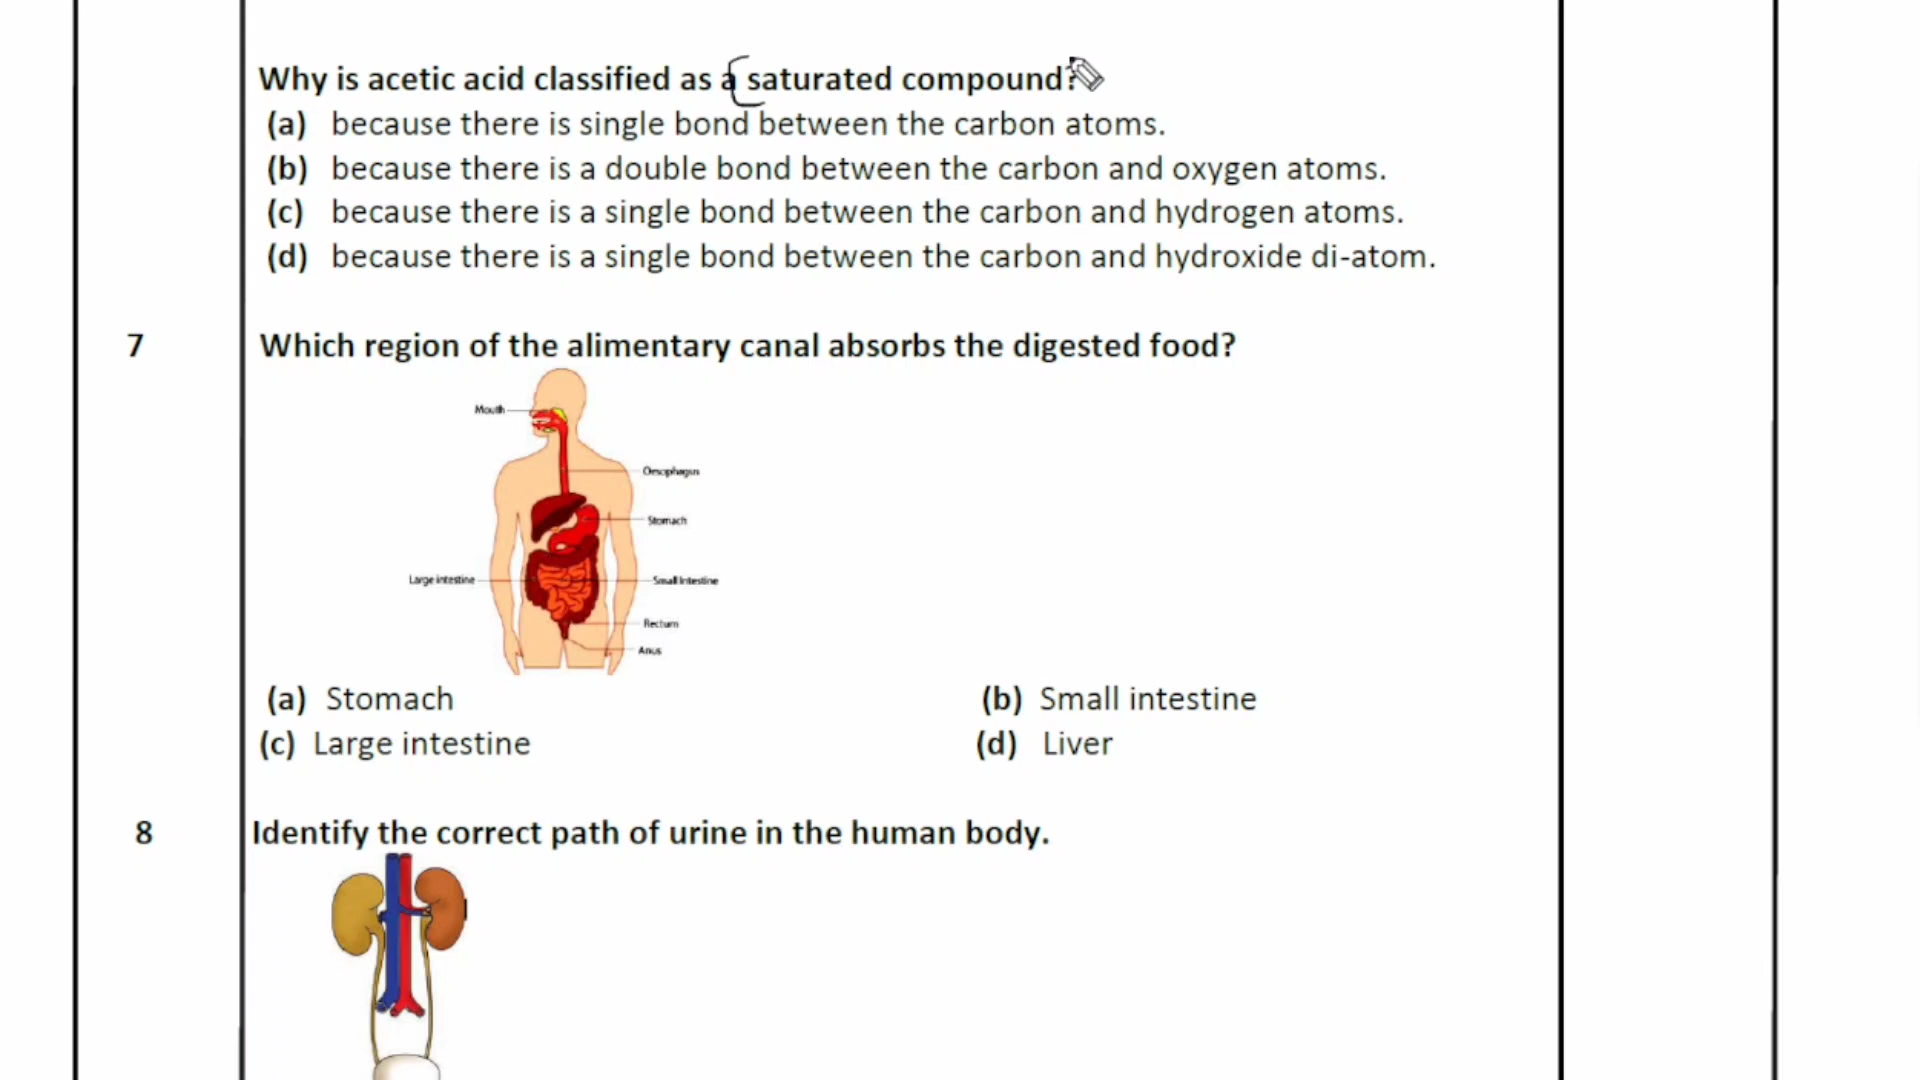 Why is acetic acid classified as a saturated compound?
(a) because there is single bond between the carbon atoms.
(b) because there is a double bond between the carbon and oxygen atoms.
(c) because there is a single bond between the carbon and hydrogen atoms.
(d) because there is a single bond between the carbon and hydroxide di-atom.
7 Which region of the alimentary canal absorbs the digested food?
Mouth
Oesophagus
Stomach
Large intestine
Small Intestine
Rectum
Anus
(a) Stomach (b) Small intestine
(c) Large intestine (d) Liver
8 Identify the correct path of urine in the human body.